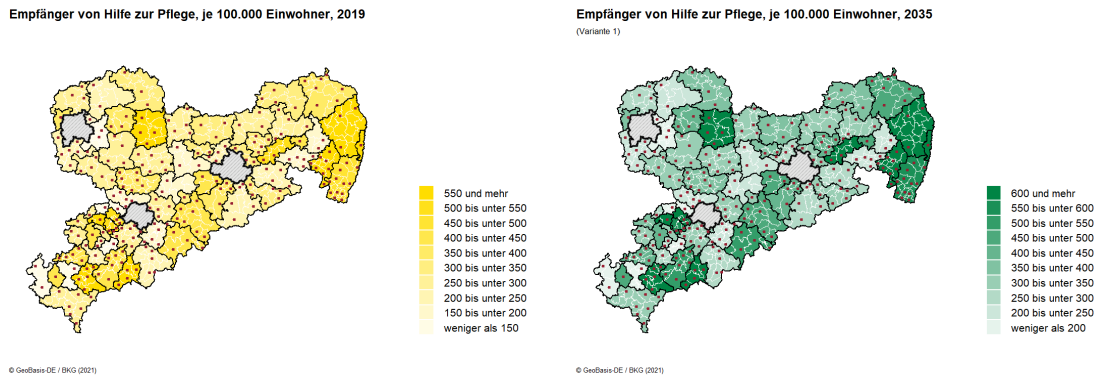 Empfänger von Hilfe zur Pflege, je 100.000 Einwohner, 2019
550 und mehr
500 bis unter 550
450 bis unter 500
400 bis unter 450
350 bis unter 400
300 bis unter 350
250 bis unter 300
200 bis unter 250
150 bis unter 200
weniger als 150
© GeoBasis-DE / BKG (2021)
Empfänger von Hilfe zur Pflege, je 100.000 Einwohner, 2035
(Variante 1)
600 und mehr
550 bis unter 600
500 bis unter 550
450 bis unter 500
400 bis unter 450
350 bis unter 400
300 bis unter 350
250 bis unter 300
200 bis unter 250
weniger als 200
© GeoBasis-DE / BKG (2021)